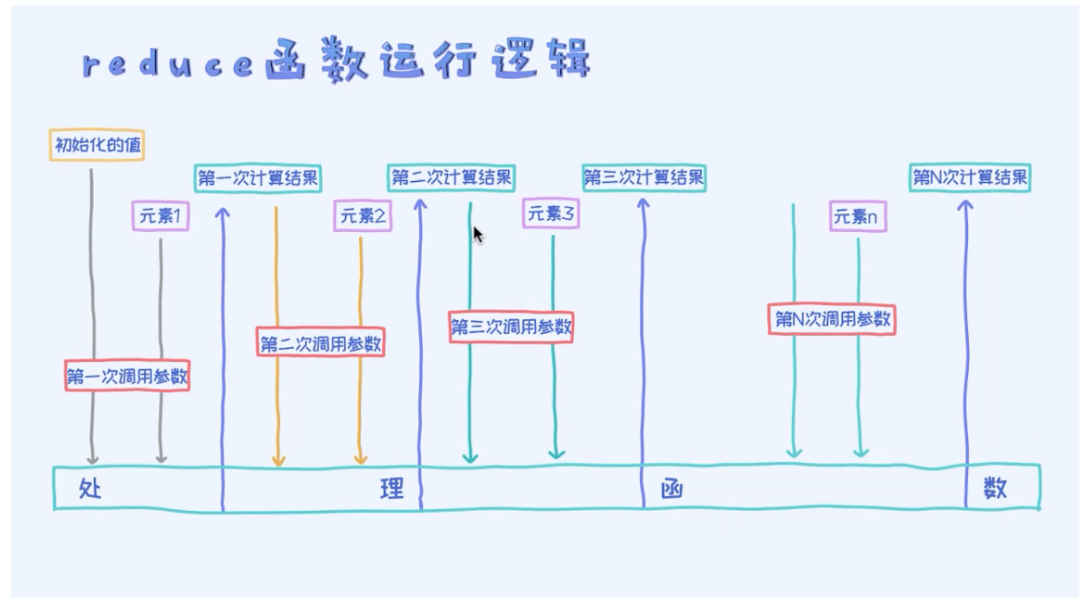 reduce函数运行逻辑
初始化的值
第一次计算结果
第二次计算结果
第三次计算结果
第N次计算结果
元素1
元素2
元素3
元素n
第一次调用参数
第二次调用参数
第三次调用参数
第N次调用参数
处理函数